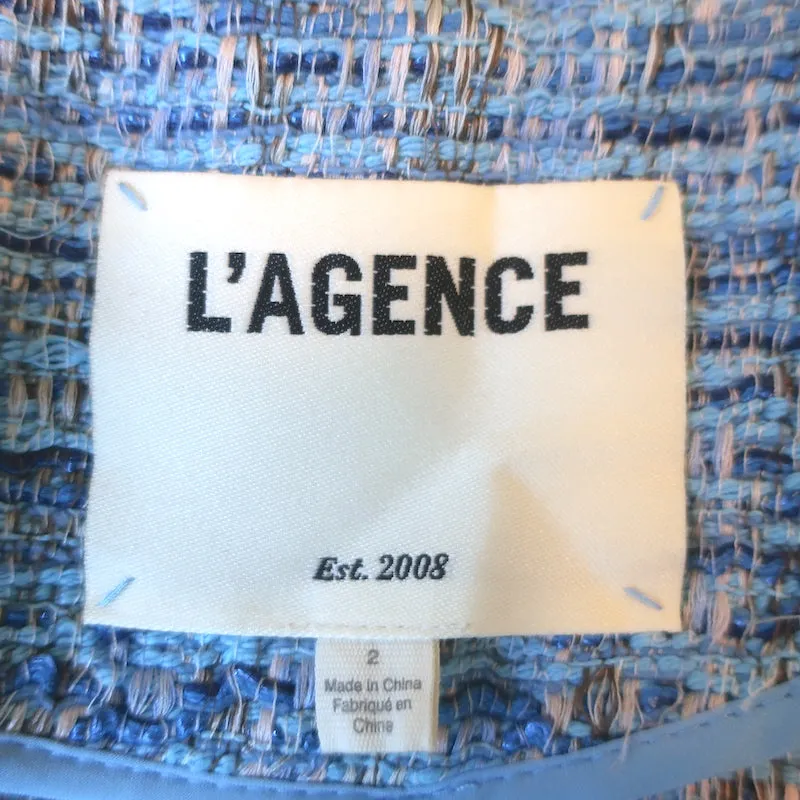 L’AGENCE
Est. 2008
2
Made in China
Fabriqué en
Chine